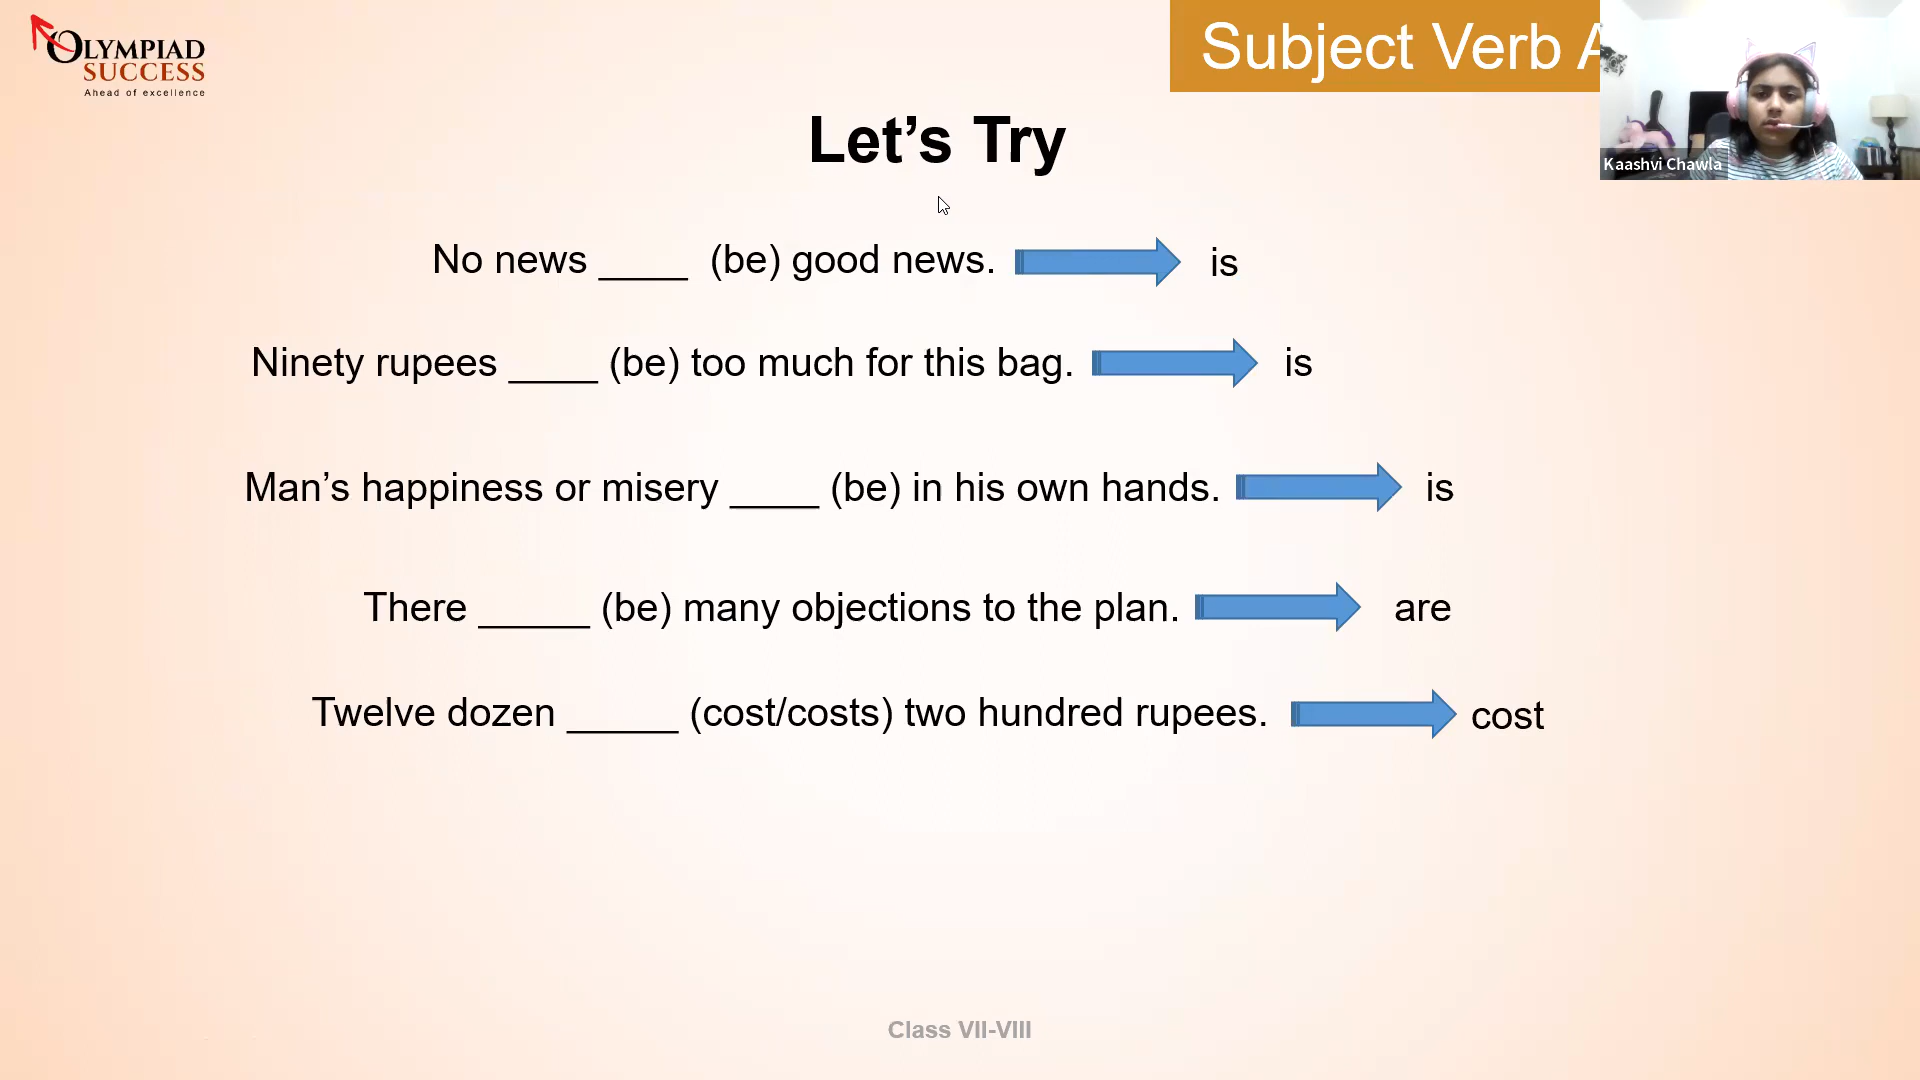 OLYMPIAD
SUCCESS
Ahead of excellence
Subject Verb A
Kaashvi Chawla
Let’s Try
No news ____ (be) good news. is
Ninety rupees ____ (be) too much for this bag. is
Man’s happiness or misery ____ (be) in his own hands. is
There _____ (be) many objections to the plan. are
Twelve dozen _____ (cost/costs) two hundred rupees. cost
Class VII-VIII